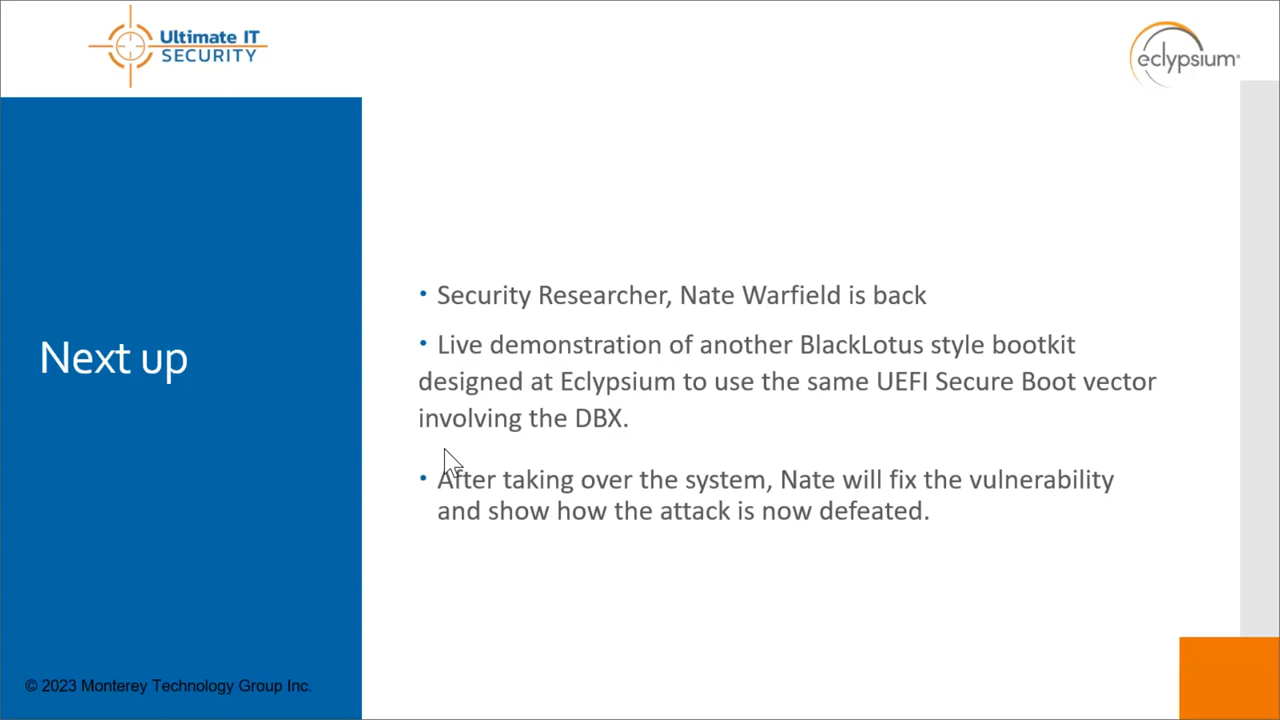 Ultimate IT
SECURITY
eclypsium®
Next up
• Security Researcher, Nate Warfield is back
• Live demonstration of another BlackLotus style bootkit
designed at Eclypsium to use the same UEFI Secure Boot vector
involving the DBX.
• After taking over the system, Nate will fix the vulnerability
and show how the attack is now defeated.
© 2023 Monterey Technology Group Inc.